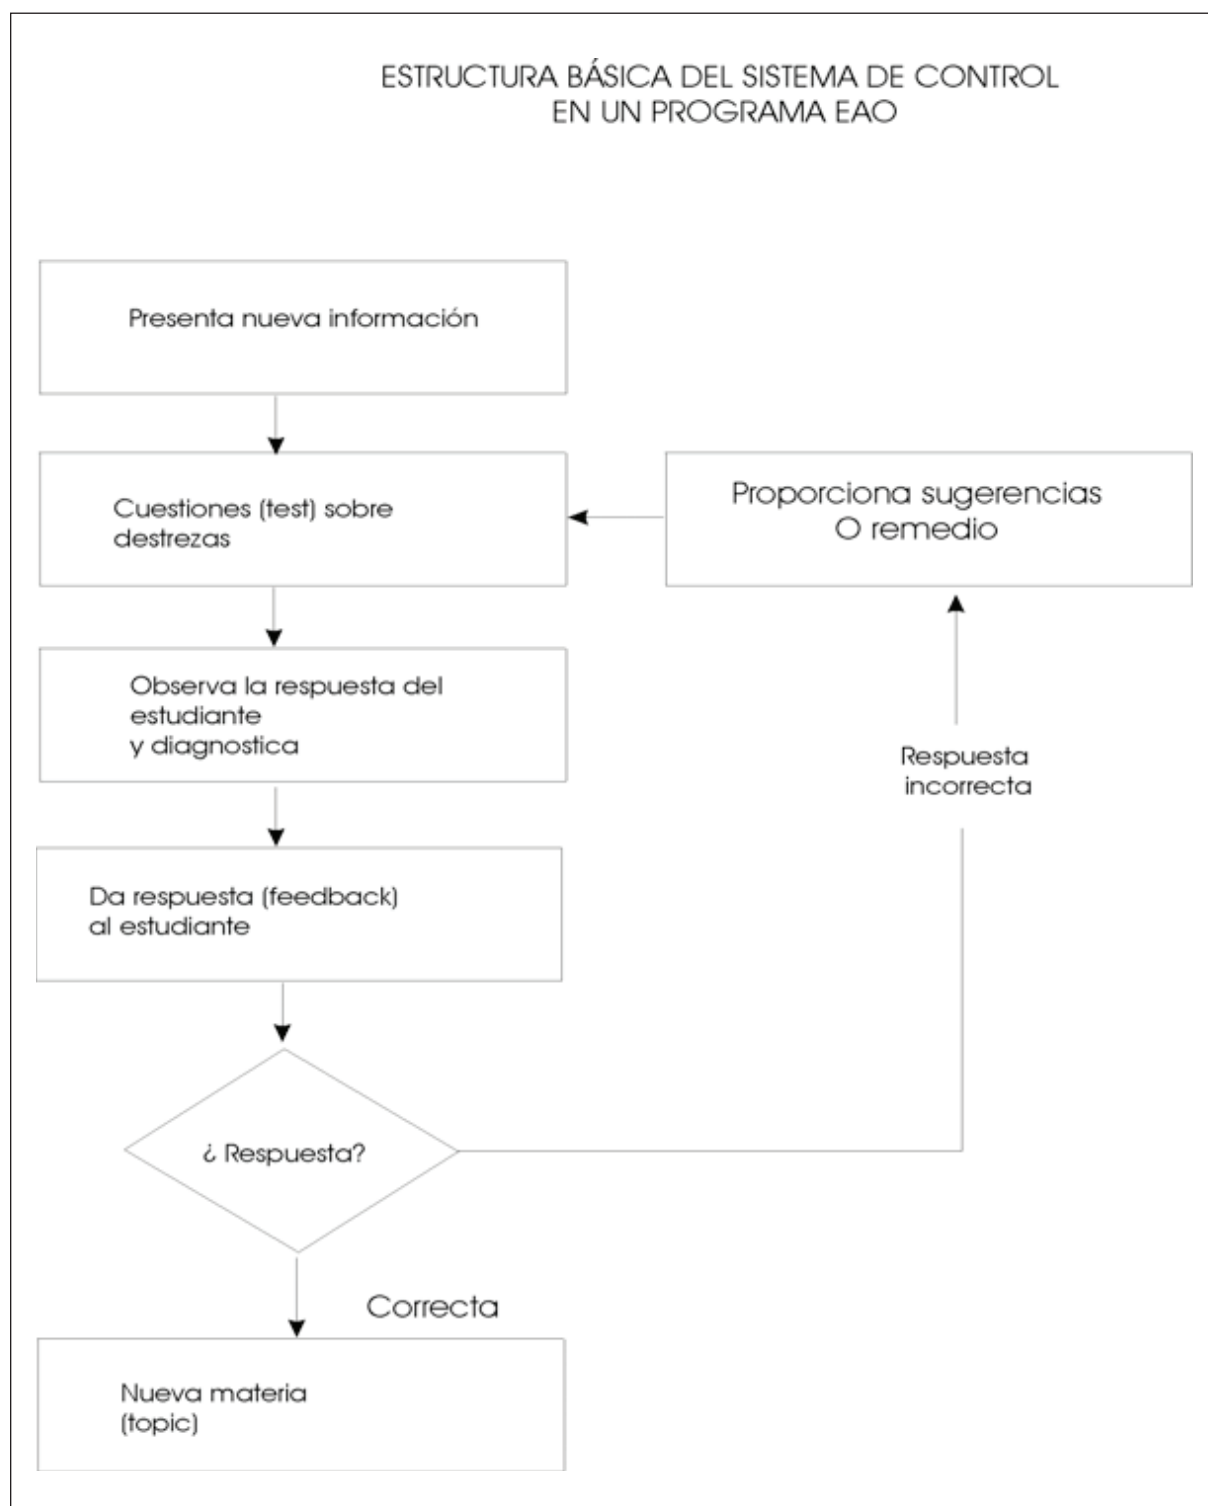 ESTRUCTURA BÁSICA DEL SISTEMA DE CONTROL
EN UN PROGRAMA EAO
Presenta nueva información
Cuestiones (test) sobre
destrezas
Proporciona sugerencias
O remedio
Observa la respuesta del
estudiante
y diagnostica
Respuesta
incorrecta
Da respuesta (feedback)
al estudiante
¿ Respuesta?
Correcta
Nueva materia
(topic)